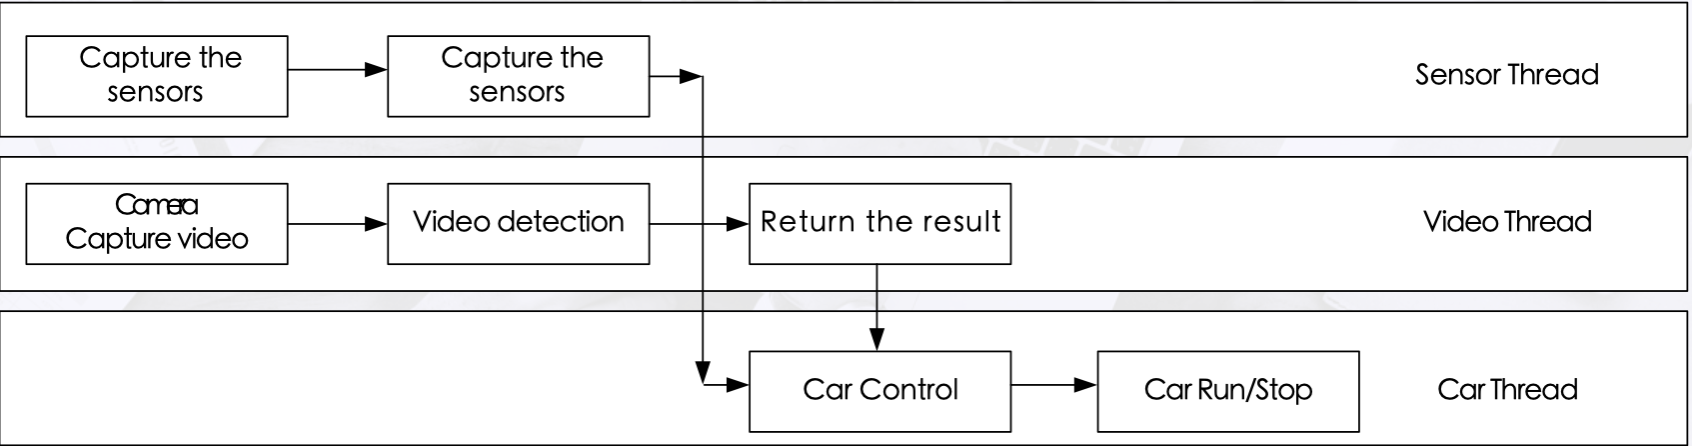 Capture the
sensors
Capture the
sensors
Sensor Thread
Camera
Capture video
Video detection
Return the result
Video Thread
Car Control
Car Run/Stop
Car Thread